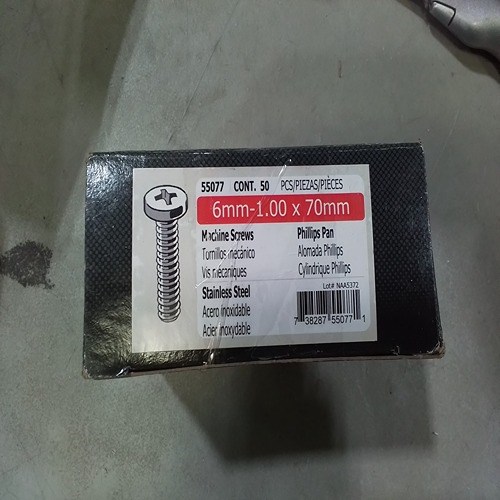 55077 CONT. 50 PCS/PIEZAS/PIÈCES
6mm-1.00 x 70mm
Machine Screws
Tornillos mecánico
Vis mécaniques
Phillips Pan
Alomada Phillips
Cylindrique Phillips
Stainless Steel
Acero inoxidable
Acier inoxydable
Lot# NAA5372
7 38287 55077 1